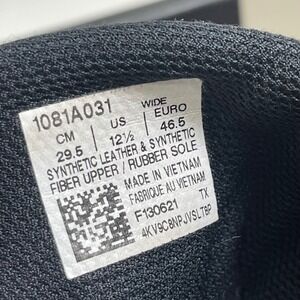 1081A031 WIDE
CM | US | EURO
29.5 | 12½ | 46.5
SYNTHETIC LEATHER & SYNTHETIC
FIBER UPPER / RUBBER SOLE
MADE IN VIETNAM
FABRIQUE AU VIETNAM
F130621 TX
4KV9C8NPJVSLTBP